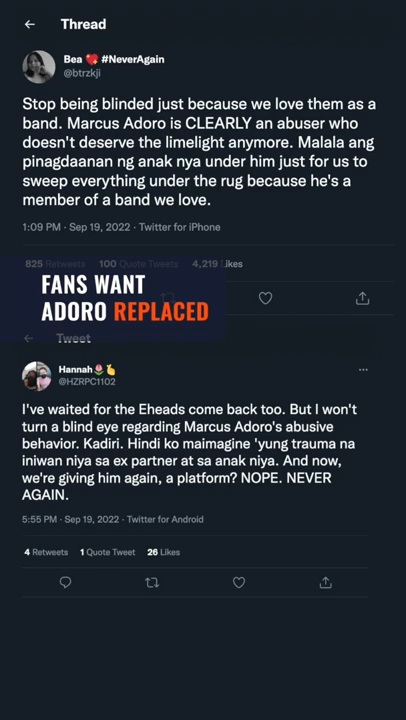 Thread
Bea 💘 #NeverAgain
@btrzkji
Stop being blinded just because we love them as a
band. Marcus Adoro is CLEARLY an abuser who
doesn't deserve the limelight anymore. Malala ang
pinagdaanan ng anak nya under him just for us to
sweep everything under the rug because he's a
member of a band we love.
1:09 PM · Sep 19, 2022 · Twitter for iPhone
825 Retweets 100 Quote Tweets 4,219 Likes
FANS WANT
ADORO REPLACED
Tweet
Hannah🌷🫰
@HZRPC1102
I've waited for the Eheads come back too. But I won't
turn a blind eye regarding Marcus Adoro's abusive
behavior. Kadiri. Hindi ko maimagine 'yung trauma na
iniwan niya sa ex partner at sa anak niya. And now,
we're giving him again, a platform? NOPE. NEVER
AGAIN.
5:55 PM · Sep 19, 2022 · Twitter for Android
4 Retweets 1 Quote Tweet 26 Likes